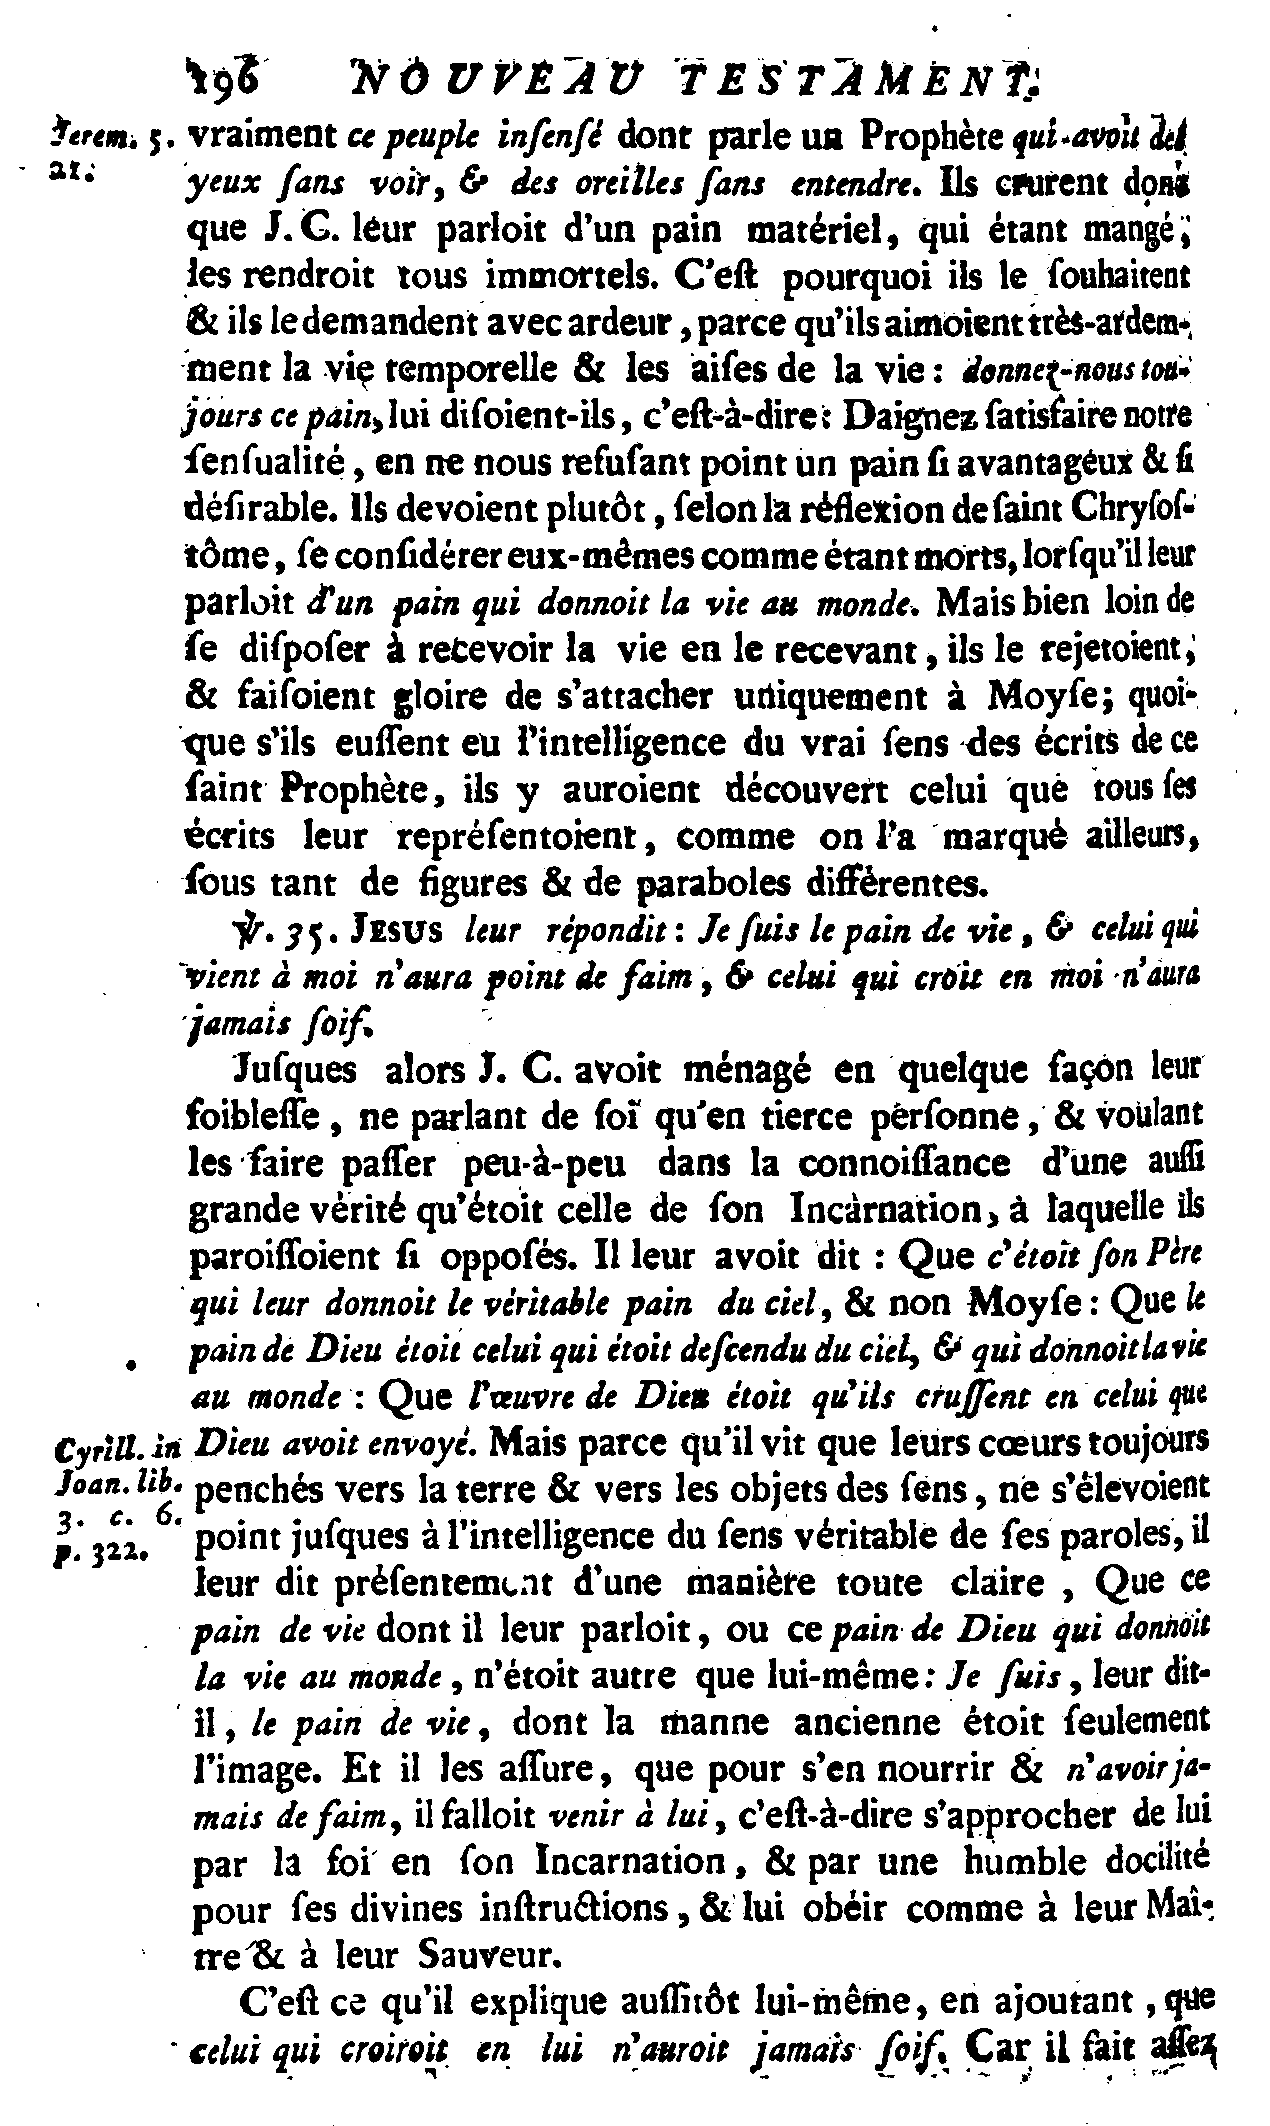 196 NOUVEAU TESTAMENT.
Jerem. 5.
21.
vraiment ce peuple inſenſé dont parle un Prophète qui avoit des
yeux ſans voir, & des oreilles ſans entendre. Ils crurent donc
que J. C. leur parloit d'un pain matériel, qui étant mangé,
les rendroit tous immortels. C'eſt pourquoi ils le ſouhaitent
& ils le demandent avec ardeur, parce qu'ils aimoient très-ardem-
ment la vie temporelle & les aiſes de la vie : donnez-nous tou-
jours ce pain, lui diſoient-ils, c'eſt-à-dire : Daignez ſatisfaire notre
ſenſualité, en ne nous refuſant point un pain ſi avantageux & ſi
déſirable. Ils devoient plutôt, ſelon la réflexion de ſaint Chryſoſ-
tôme, ſe conſidérer eux-mêmes comme étant morts, lorſqu'il leur
parloit d'un pain qui donnoit la vie au monde. Mais bien loin de
ſe diſpoſer à recevoir la vie en le recevant, ils le rejetoient,
& faiſoient gloire de s'attacher uniquement à Moyſe; quoi-
que s'ils euſſent eu l'intelligence du vrai ſens des écrits de ce
ſaint Prophète, ils y auroient découvert celui que tous ſes
écrits leur repréſentoient, comme on l'a marqué ailleurs,
ſous tant de figures & de paraboles différentes.
℣. 35. JESUS leur répondit : Je ſuis le pain de vie, & celui qui
vient à moi n'aura point de faim, & celui qui croit en moi n'aura
jamais ſoif.
Juſques alors J. C. avoit ménagé en quelque façon leur
foibleſſe, ne parlant de ſoi qu'en tierce perſonne, & voulant
les faire paſſer peu-à-peu dans la connoiſſance d'une auſſi
grande vérité qu'étoit celle de ſon Incarnation, à laquelle ils
paroiſſoient ſi oppoſés. Il leur avoit dit : Que c'étoit ſon Père
qui leur donnoit le véritable pain du ciel, & non Moyſe : Que le
pain de Dieu étoit celui qui étoit deſcendu du ciel, & qui donnoit la vie
au monde : Que l'œuvre de Dieu étoit qu'ils cruſſent en celui que
Cyrill. in
Joan. lib.
3. c. 6.
p. 322.
Dieu avoit envoyé. Mais parce qu'il vit que leurs cœurs toujours
penchés vers la terre & vers les objets des ſens, ne s'élevoient
point juſques à l'intelligence du ſens véritable de ſes paroles, il
leur dit préſentement d'une manière toute claire, Que ce
pain de vie dont il leur parloit, ou ce pain de Dieu qui donnoit
la vie au monde, n'étoit autre que lui-même : Je ſuis, leur dit-
il, le pain de vie, dont la manne ancienne étoit ſeulement
l'image. Et il les aſſure, que pour s'en nourrir & n'avoir ja-
mais de faim, il falloit venir à lui, c'eſt-à-dire s'approcher de lui
par la foi en ſon Incarnation, & par une humble docilité
pour ſes divines inſtructions, & lui obéir comme à leur Maî-
tre & à leur Sauveur.
C'eſt ce qu'il explique auſſitôt lui-même, en ajoutant, que
celui qui croiroit en lui n'auroit jamais ſoif. Car il fait aſſez